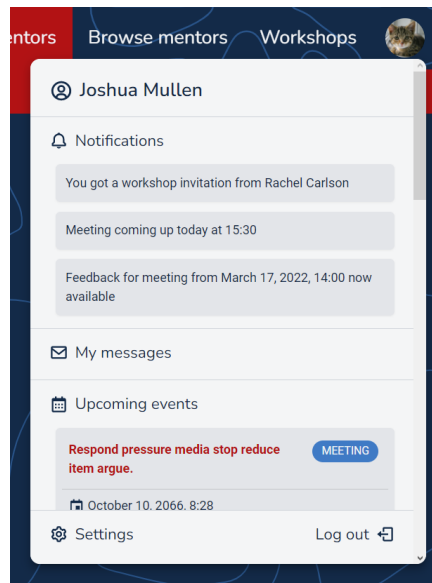 entors Browse mentors Workshops
Joshua Mullen
Notifications
You got a workshop invitation from Rachel Carlson
Meeting coming up today at 15:30
Feedback for meeting from March 17, 2022, 14:00 now
available
My messages
Upcoming events
Respond pressure media stop reduce
item argue.
MEETING
October 10, 2066, 8:28
Settings Log out